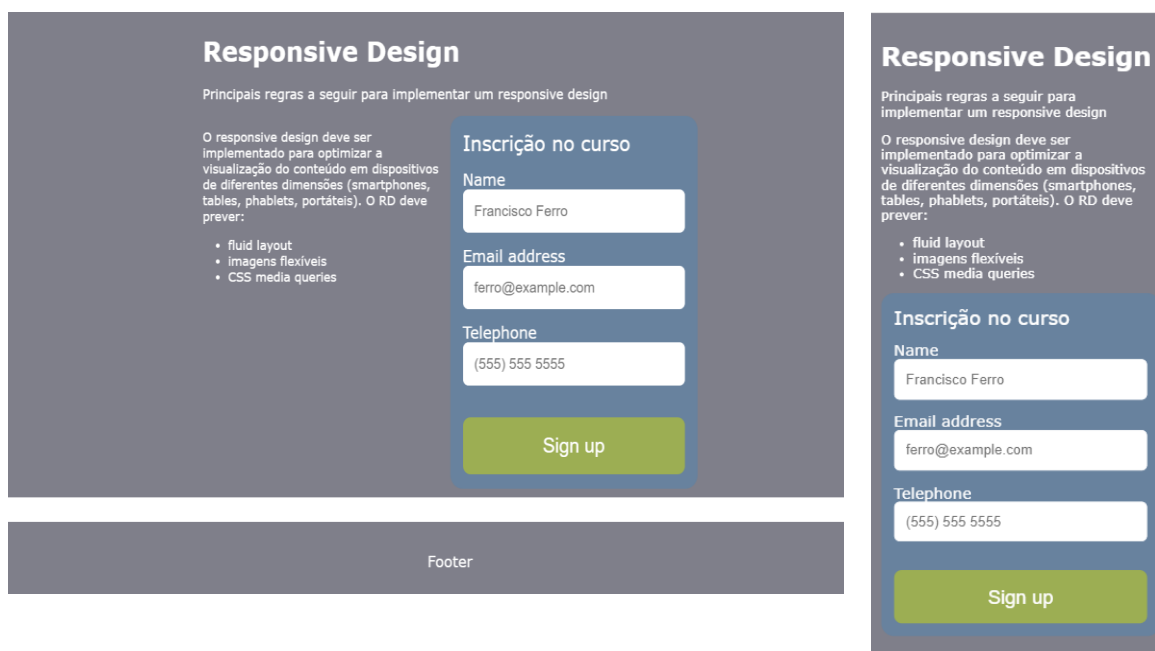 Responsive Design
Principais regras a seguir para implementar um responsive design
O responsive design deve ser
implementado para optimizar a
visualização do conteúdo em dispositivos
de diferentes dimensões (smartphones,
tables, phablets, portáteis). O RD deve
prever:
• fluid layout
• imagens flexíveis
• CSS media queries
Inscrição no curso
Name
Francisco Ferro
Email address
ferro@example.com
Telephone
(555) 555 5555
Sign up
Footer
Responsive Design
Principais regras a seguir para
implementar um responsive design
O responsive design deve ser
implementado para optimizar a
visualização do conteúdo em dispositivos
de diferentes dimensões (smartphones,
tables, phablets, portáteis). O RD deve
prever:
• fluid layout
• imagens flexíveis
• CSS media queries
Inscrição no curso
Name
Francisco Ferro
Email address
ferro@example.com
Telephone
(555) 555 5555
Sign up